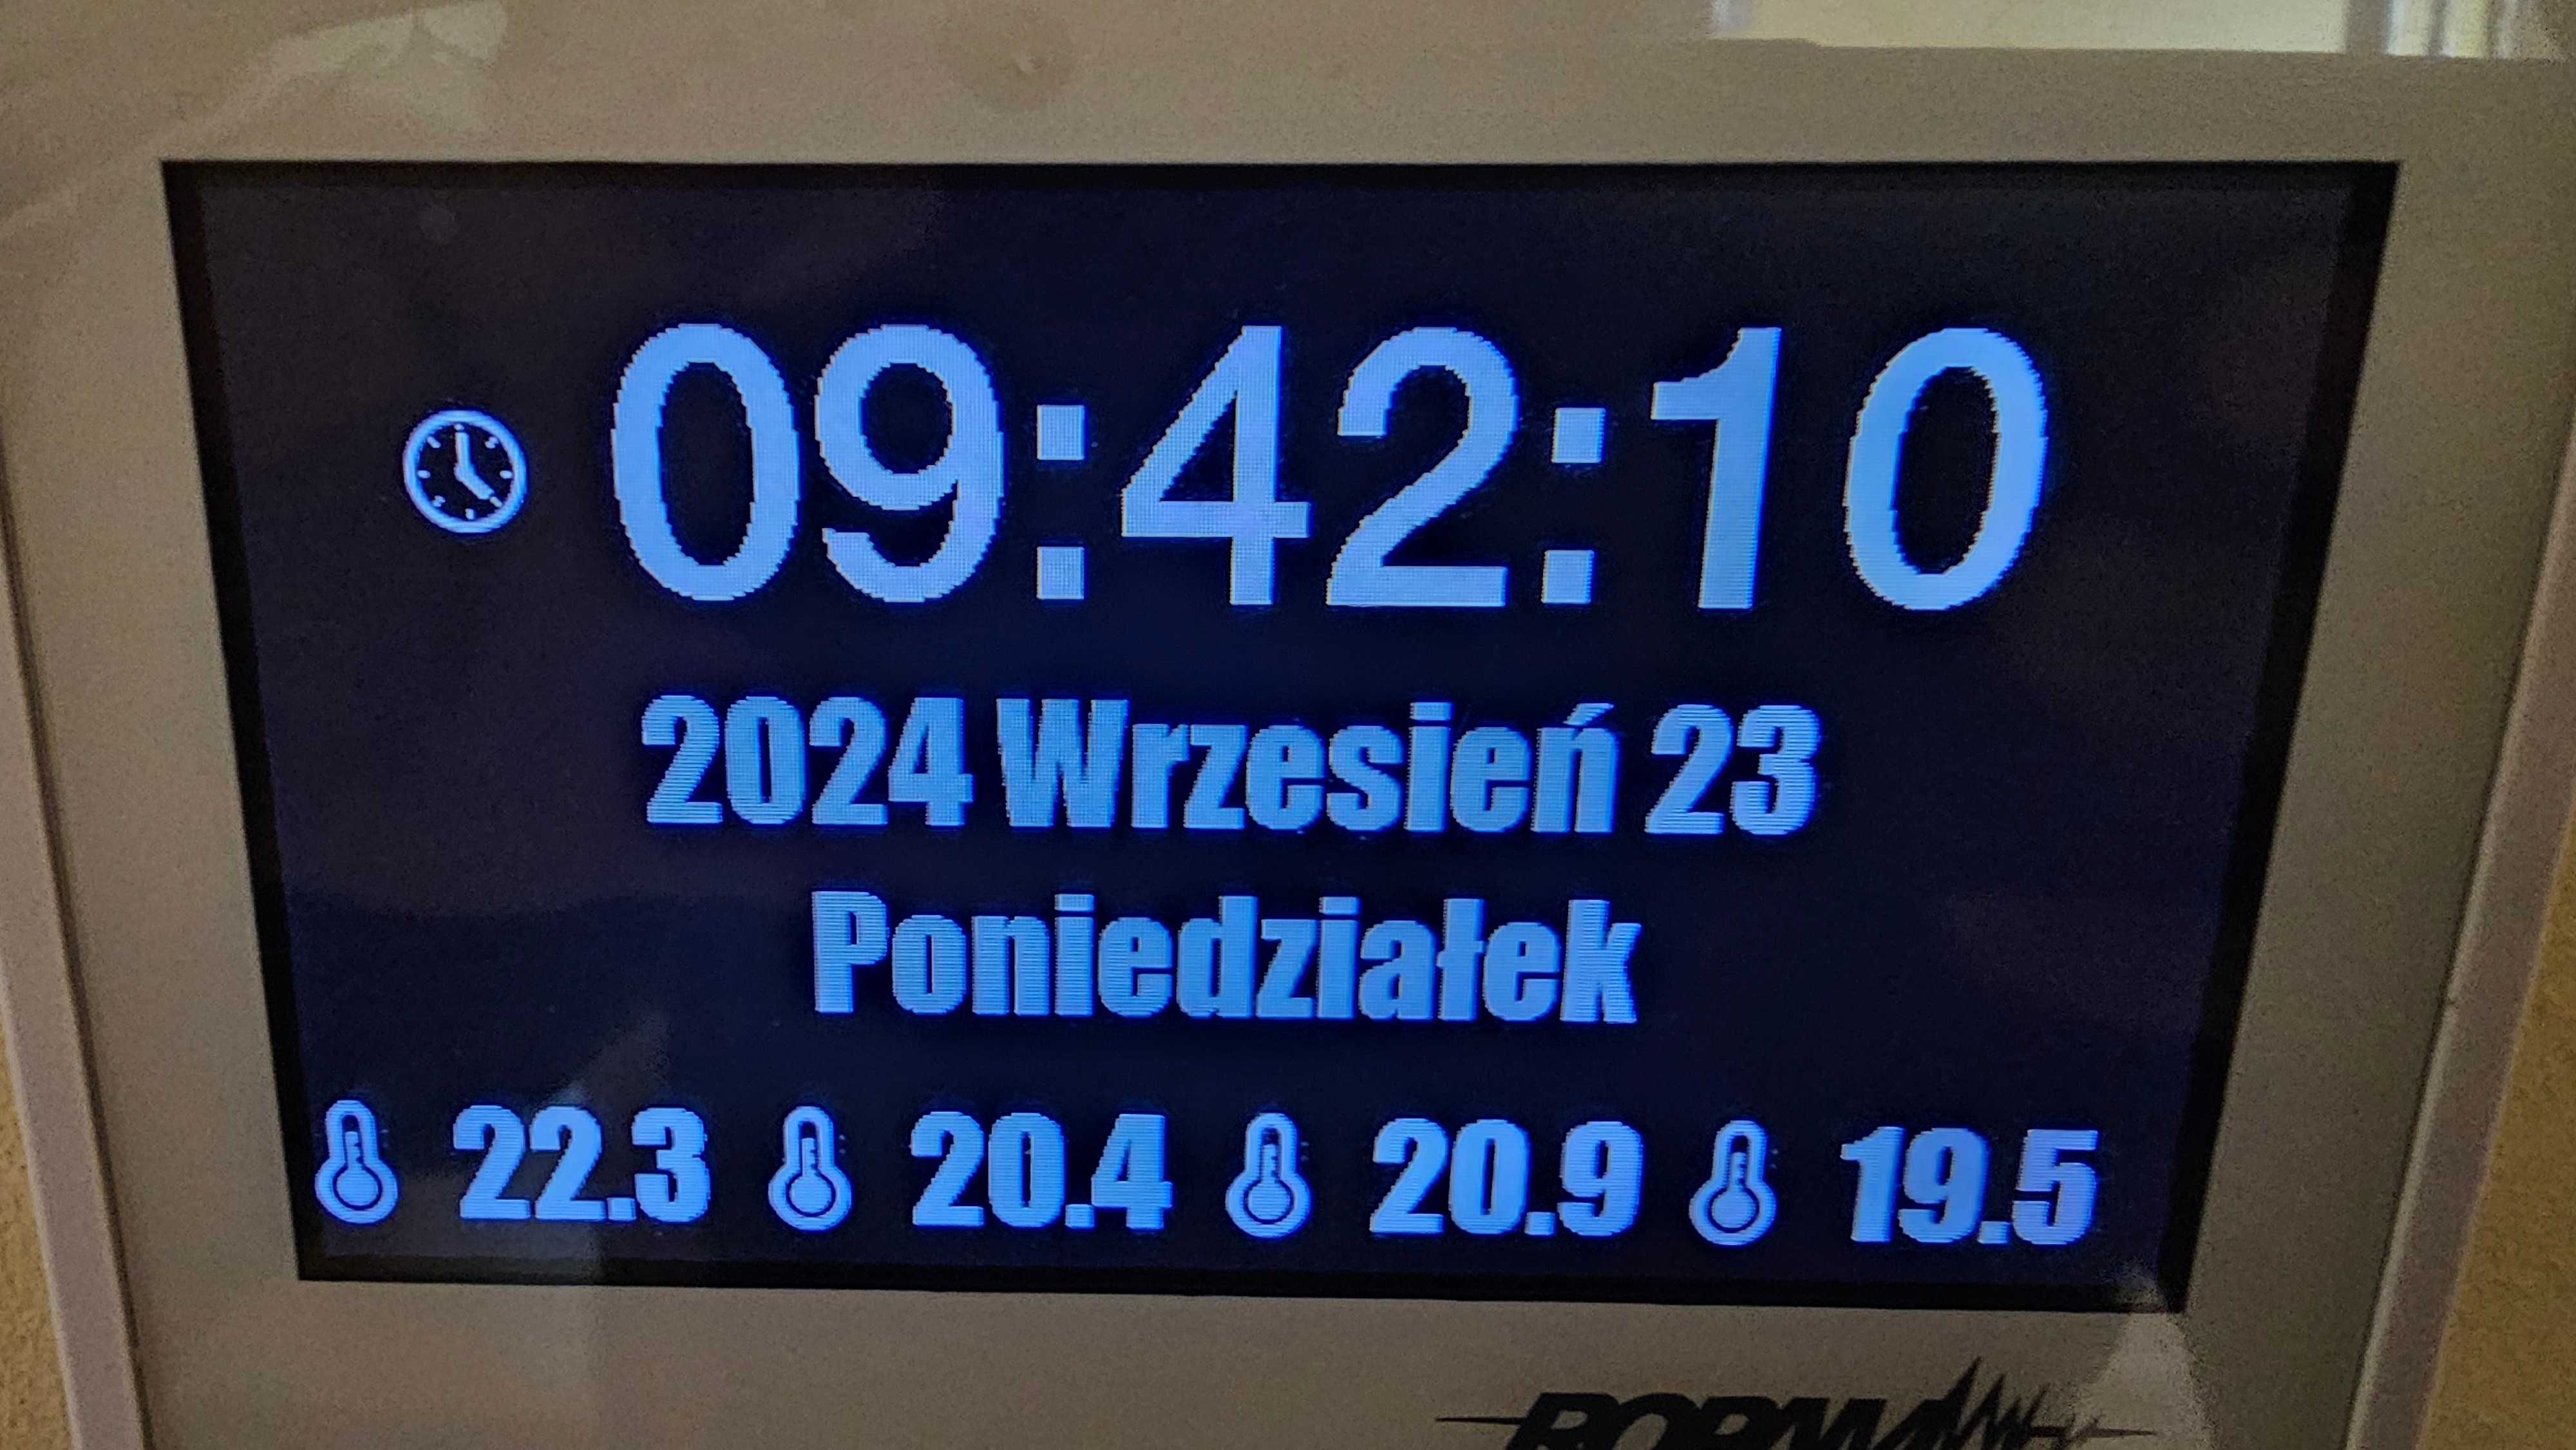 09:42:10
2024 Wrzesień 23
Poniedziałek
22.3 20.4 20.9 19.5